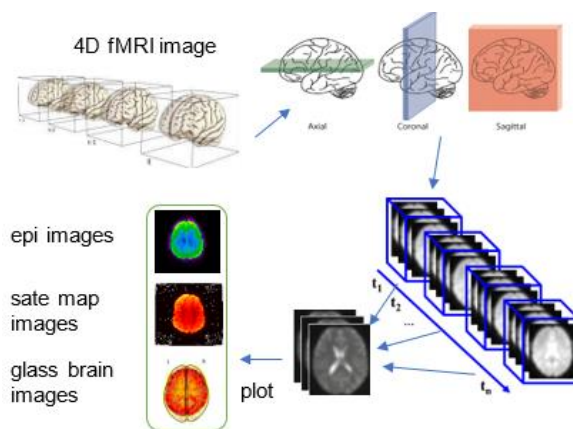 4D fMRI image
Axial
Coronal
Sagittal
epi images
sate map
images
glass brain
images
plot
t1
t2
...
tn